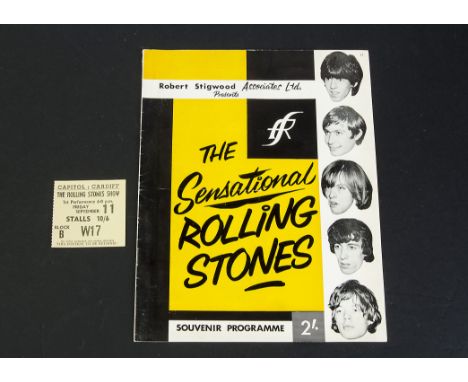 Robert Stigwood Associates Ltd.
Presents
THE
Sensational
ROLLING
STONES
SOUVENIR PROGRAMME
2/-
CAPITOL : CARDIFF
THE ROLLING STONES SHOW
1st Performance 6-0 p.m.
FRIDAY
SEPTEMBER 11
STALLS 10/6
BLOCK
B W17